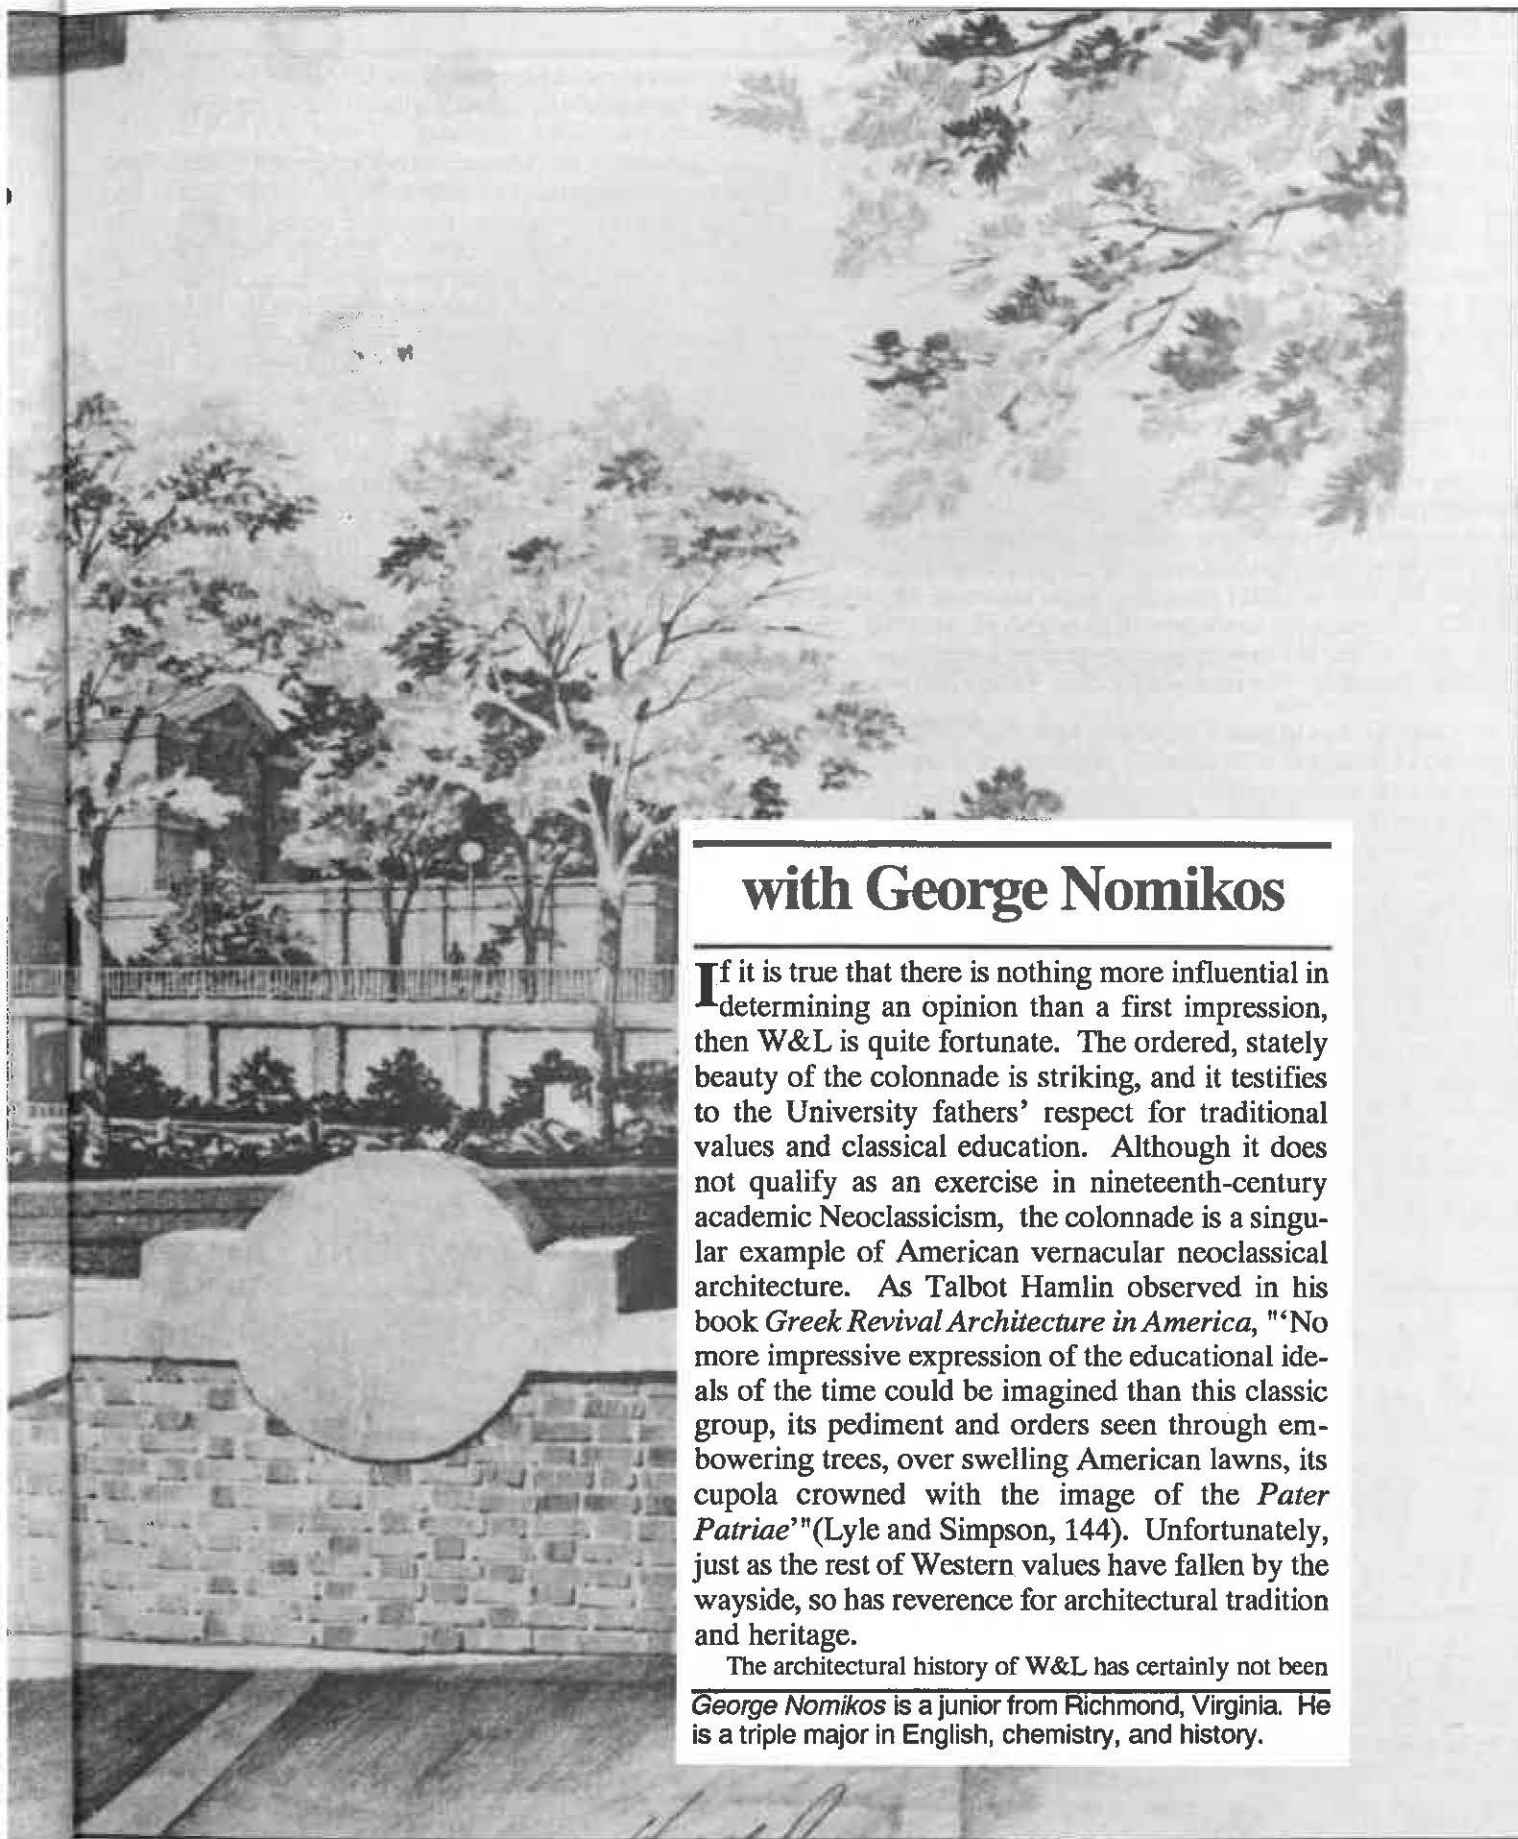 with George Nomikos
If it is true that there is nothing more influential in
determining an opinion than a first impression,
then W&L is quite fortunate. The ordered, stately
beauty of the colonnade is striking, and it testifies
to the University fathers' respect for traditional
values and classical education. Although it does
not qualify as an exercise in nineteenth-century
academic Neoclassicism, the colonnade is a singu-
lar example of American vernacular neoclassical
architecture. As Talbot Hamlin observed in his
book Greek Revival Architecture in America, "‘No
more impressive expression of the educational ide-
als of the time could be imagined than this classic
group, its pediment and orders seen through em-
bowering trees, over swelling American lawns, its
cupola crowned with the image of the Pater
Patriae’"(Lyle and Simpson, 144). Unfortunately,
just as the rest of Western values have fallen by the
wayside, so has reverence for architectural tradition
and heritage.
The architectural history of W&L has certainly not been
George Nomikos is a junior from Richmond, Virginia. He
is a triple major in English, chemistry, and history.